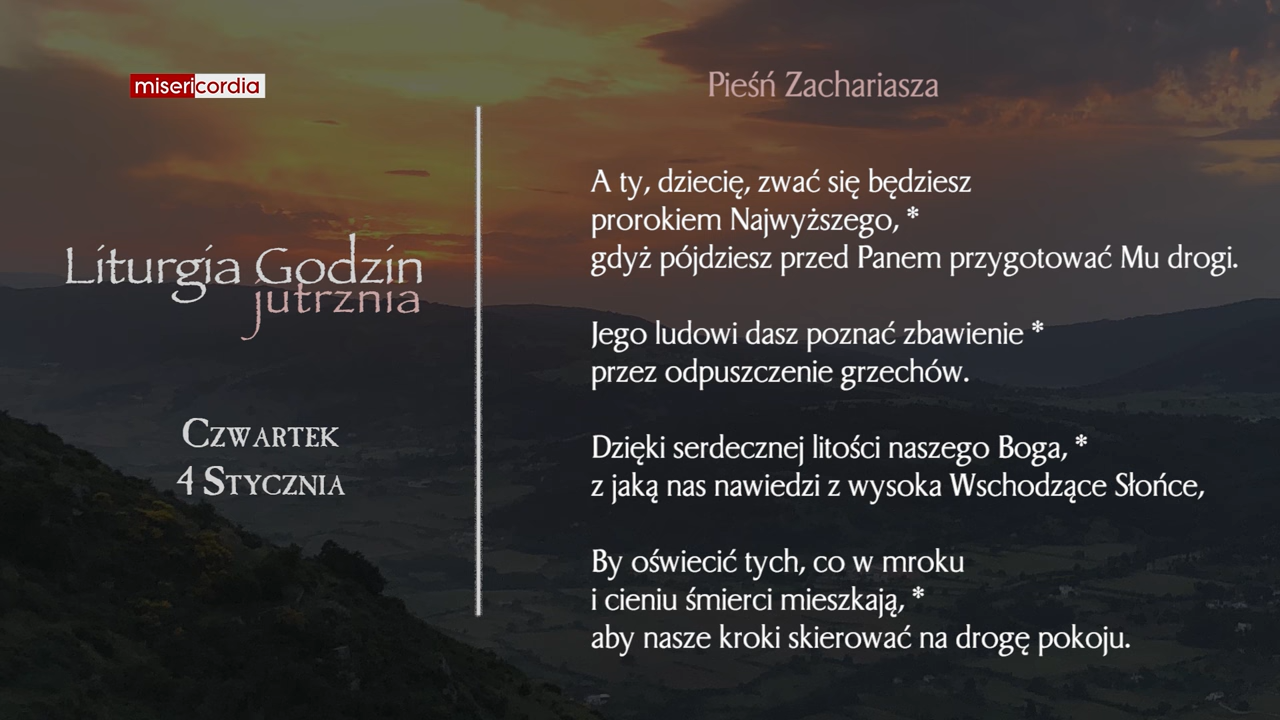 misericordia
Liturgia Godzin
jutrznia
Czwartek
4 Stycznia
Pieśń Zachariasza
A ty, dziecię, zwać się będziesz
prorokiem Najwyższego, *
gdyż pójdziesz przed Panem przygotować Mu drogi.
Jego ludowi dasz poznać zbawienie *
przez odpuszczenie grzechów.
Dzięki serdecznej litości naszego Boga, *
z jaką nas nawiedzi z wysoka Wschodzące Słońce,
By oświecić tych, co w mroku
i cieniu śmierci mieszkają, *
aby nasze kroki skierować na drogę pokoju.